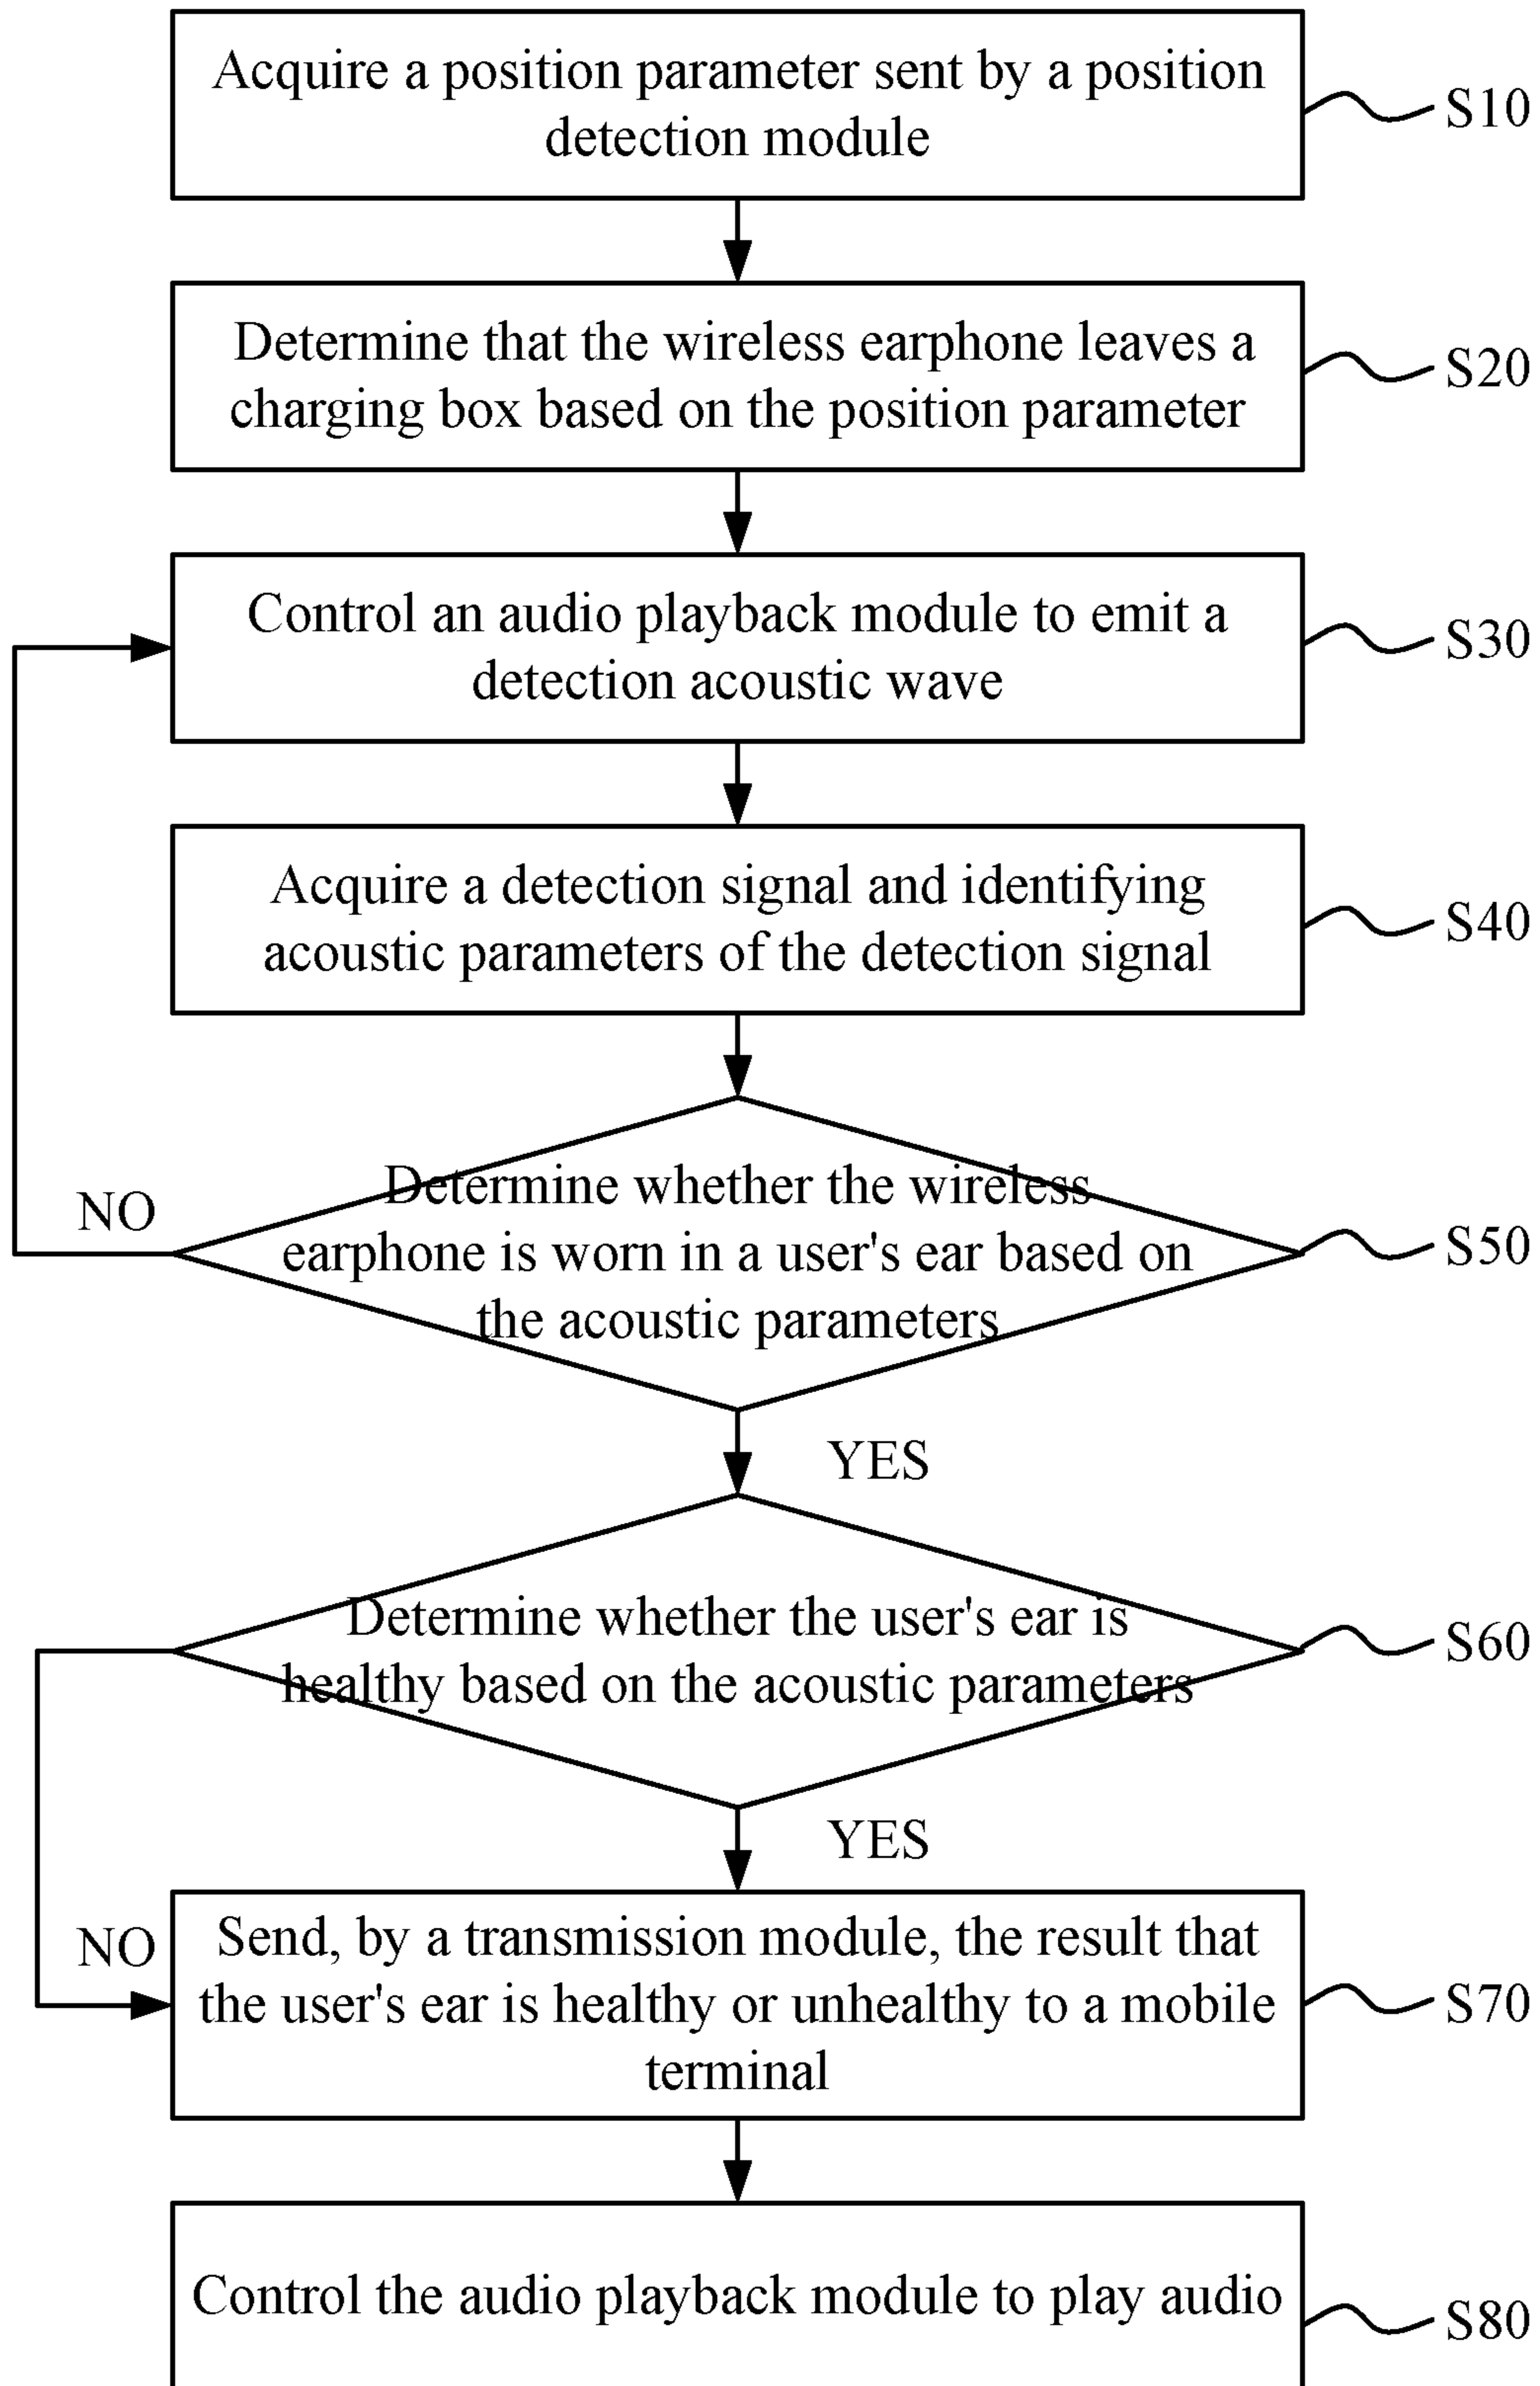 Acquire a position parameter sent by a position
detection module
S10
Determine that the wireless earphone leaves a
charging box based on the position parameter
S20
Control an audio playback module to emit a
detection acoustic wave
S30
Acquire a detection signal and identifying
acoustic parameters of the detection signal
S40
Determine whether the wireless
earphone is worn in a user's ear based on
the acoustic parameters
S50
NO
YES
Determine whether the user's ear is
healthy based on the acoustic parameters
S60
YES
NO
Send, by a transmission module, the result that
the user's ear is healthy or unhealthy to a mobile
terminal
S70
Control the audio playback module to play audio
S80